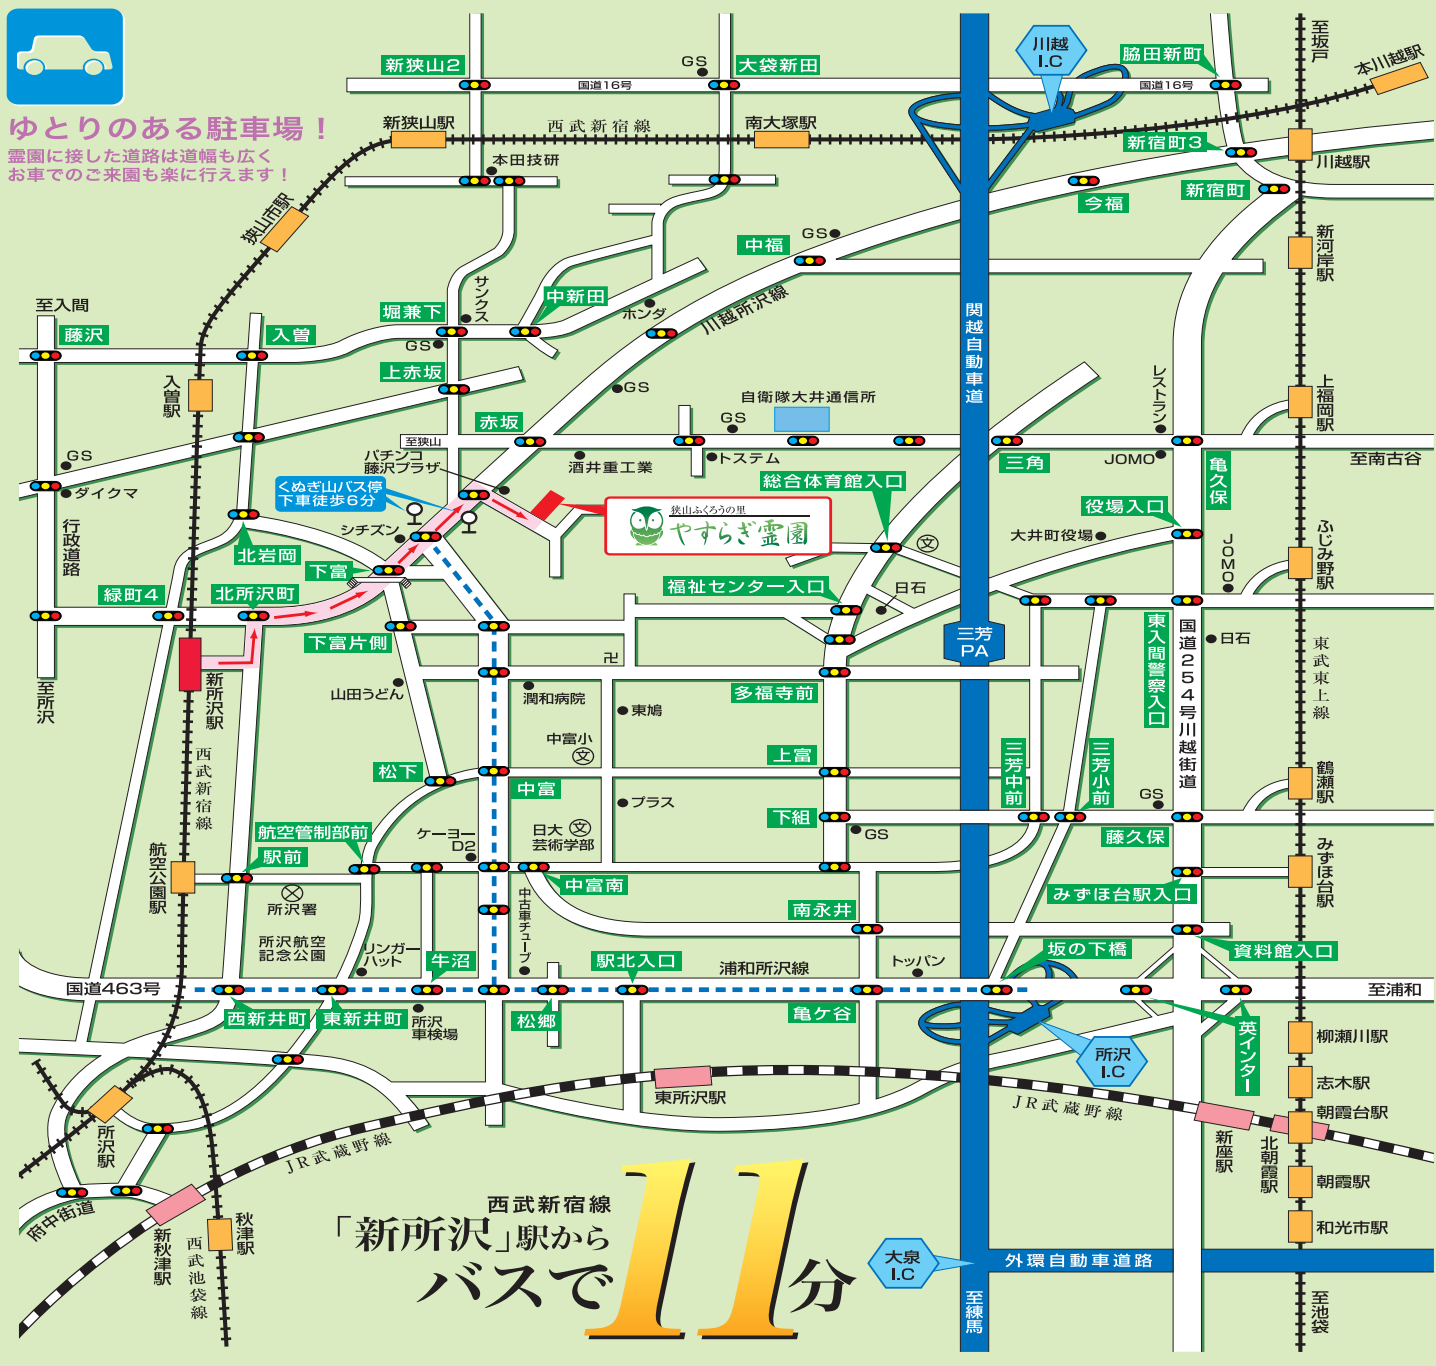 ゆとりのある駐車場！
霊園に接した道路は道幅も広く
お車でのご来園も楽に行えます！
新狭山2
GS
大袋新田
川越
I.C
脇田新町
至坂戸
本川越駅
国道16号
国道16号
新狭山駅
西武新宿線
南大塚駅
新宿町3
川越駅
本田技研
狭山市駅
今福
新宿町
中福
GS
新河岸駅
サンクス
中新田
ホンダ
川越所沢線
関越自動車道
至入間
藤沢
入曽
堀兼下
GS
入曽駅
上赤坂
GS
自衛隊大井通信所
レストラン
上福岡駅
赤坂
GS
至狭山
パチンコ
藤沢プラザ
酒井重工業
トステム
三角
JOMO
亀久保
至南古谷
GS
ダイクマ
くぬぎ山バス停
下車徒歩6分
総合体育館入口
役場入口
狭山ふくろうの里
やすらぎ霊園
行政道路
シチズン
北岩岡
文
大井町役場
JOMO
ふじみ野駅
下富
緑町4
北所沢町
福祉センター入口
日石
下富片側
三芳
PA
東入間警察入口
国道254号川越街道
日石
東武東上線
卍
至所沢
新所沢駅
山田うどん
潤和病院
多福寺前
東鳩
西武新宿線
中富小
文
上富
三芳中前
三芳小前
鶴瀬駅
松下
中富
プラス
下組
GS
GS
藤久保
航空管制部前
ケーヨー
D2
日大
文
芸術学部
駅前
航空公園駅
中富南
みずほ台駅入口
みずほ台駅
所沢署
中古車チューブ
南永井
所沢航空
記念公園
リンガー
ハット
牛沼
駅北入口
浦和所沢線
トッパン
坂の下橋
資料館入口
国道463号
至浦和
西新井町
東新井町
所沢
車検場
松郷
亀ケ谷
英インター
所沢
I.C
柳瀬川駅
東所沢駅
志木駅
JR武蔵野線
朝霞台駅
所沢駅
JR武蔵野線
新座駅
北朝霞駅
朝霞駅
府中街道
新秋津駅
西武池袋線
秋津駅
和光市駅
西武新宿線
「新所沢」駅から
バスで11分
大泉
I.C
外環自動車道路
至練馬
至池袋